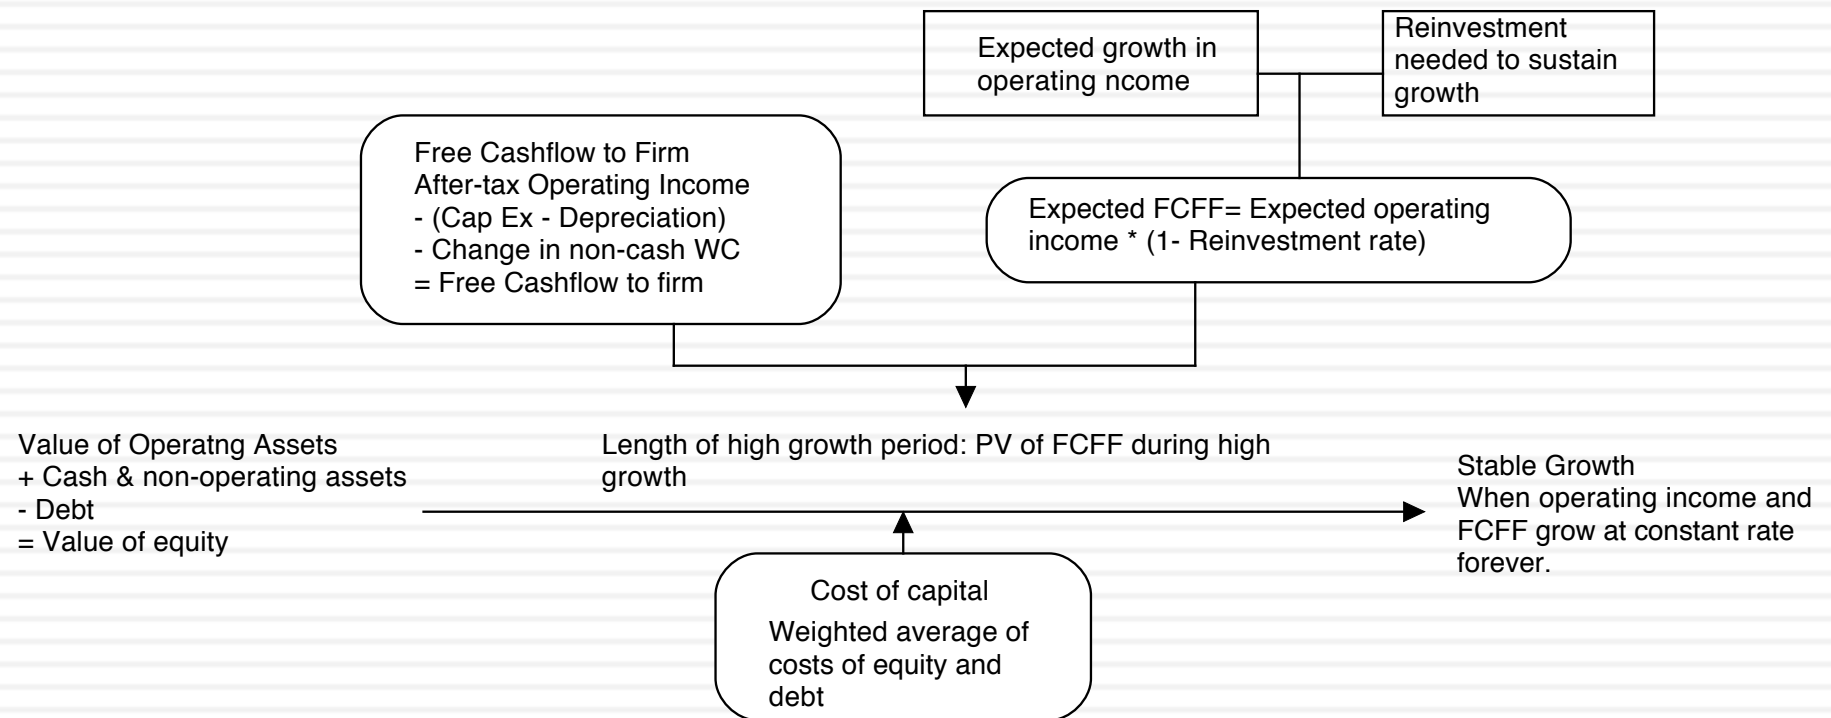 Expected growth in
operating ncome
Reinvestment
needed to sustain
growth
Free Cashflow to Firm
After-tax Operating Income
- (Cap Ex - Depreciation)
- Change in non-cash WC
= Free Cashflow to firm
Expected FCFF= Expected operating
income * (1- Reinvestment rate)
Value of Operatng Assets
+ Cash & non-operating assets
- Debt
= Value of equity
Length of high growth period: PV of FCFF during high
growth
Stable Growth
When operating income and
FCFF grow at constant rate
forever.
Cost of capital
Weighted average of
costs of equity and
debt